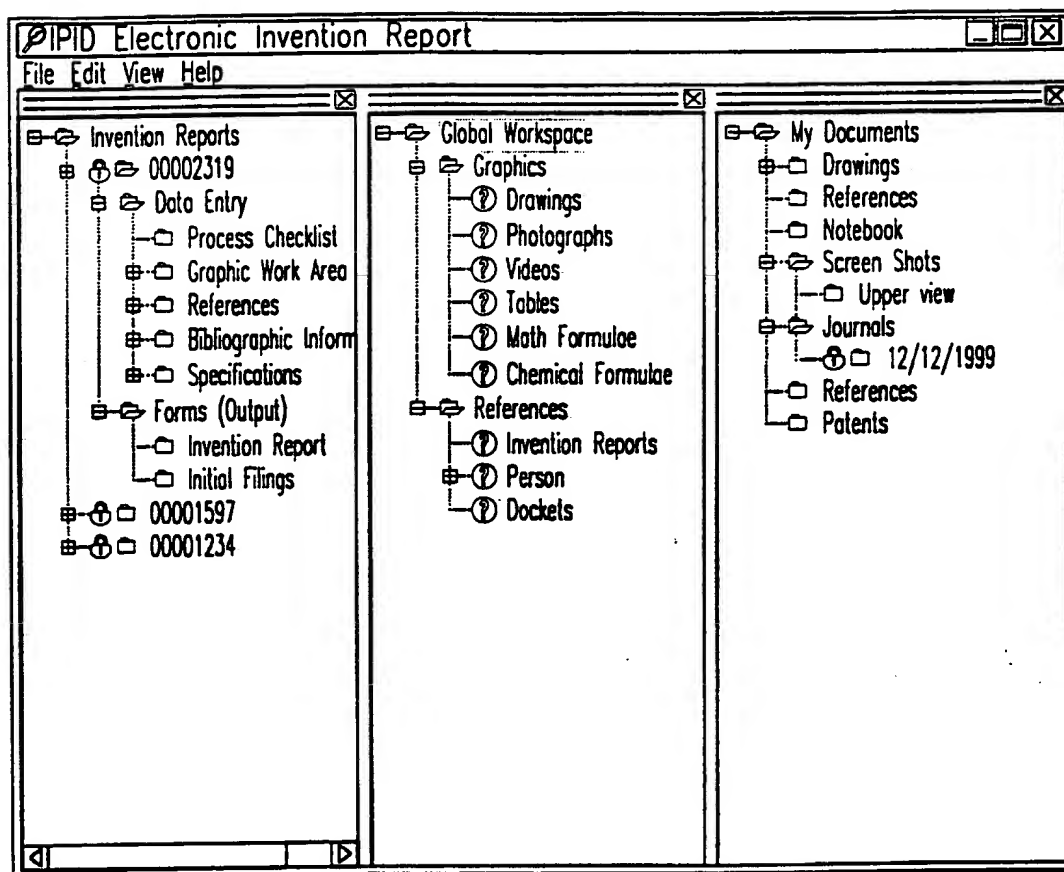 IPID Electronic Invention Report
File Edit View Help
Invention Reports
00002319
Data Entry
Process Checklist
Graphic Work Area
References
Bibliographic Inform
Specifications
Forms (Output)
Invention Report
Initial Filings
00001597
00001234
Global Workspace
Graphics
Drawings
Photographs
Videos
Tables
Math Formulae
Chemical Formulae
References
Invention Reports
Person
Dockets
My Documents
Drawings
References
Notebook
Screen Shots
Upper view
Journals
12/12/1999
References
Patents